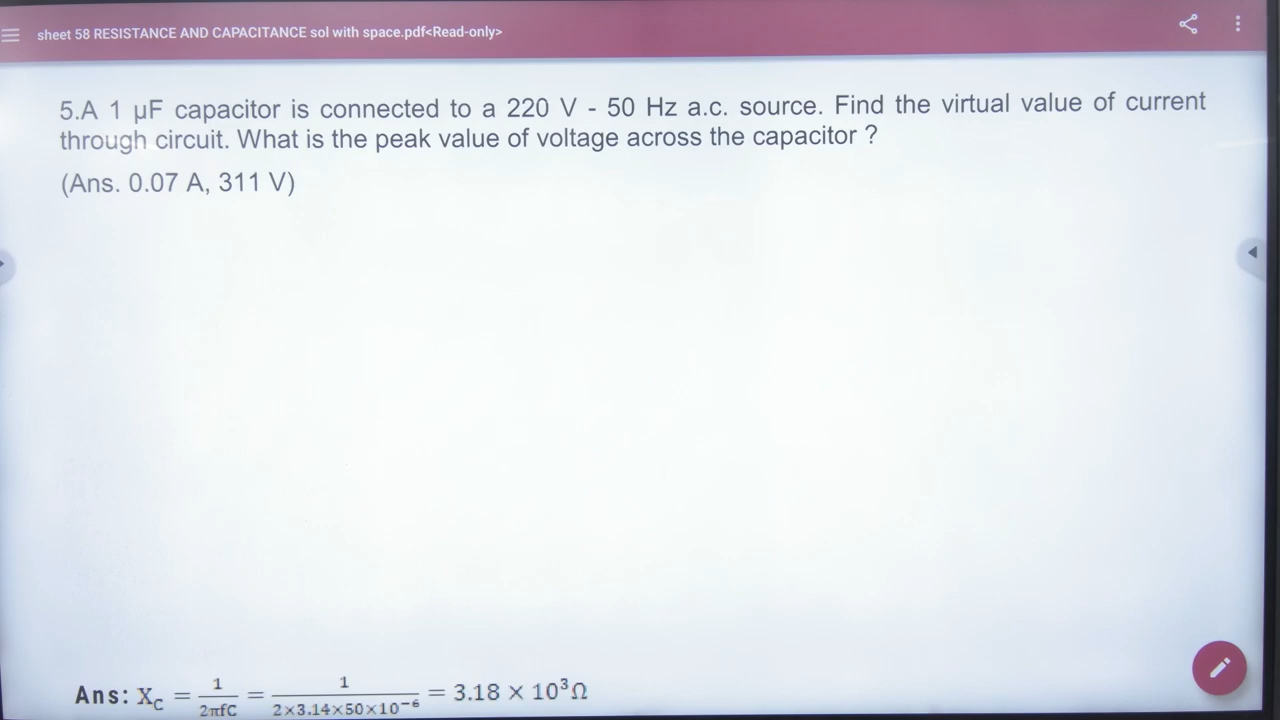 sheet 58 RESISTANCE AND CAPACITANCE sol with space.pdf<Read-only>
5.A 1 µF capacitor is connected to a 220 V - 50 Hz a.c. source. Find the virtual value of current
through circuit. What is the peak value of voltage across the capacitor ?
(Ans. 0.07 A, 311 V)
Ans: X_C = 1/2πfC = 1/2×3.14×50×10⁻⁶ = 3.18 × 10³Ω